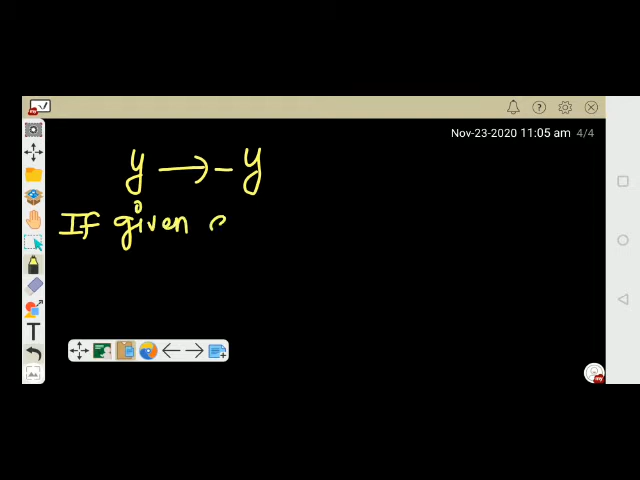 Nov-23-2020 11:05 am 4/4
y → - y
If given
T